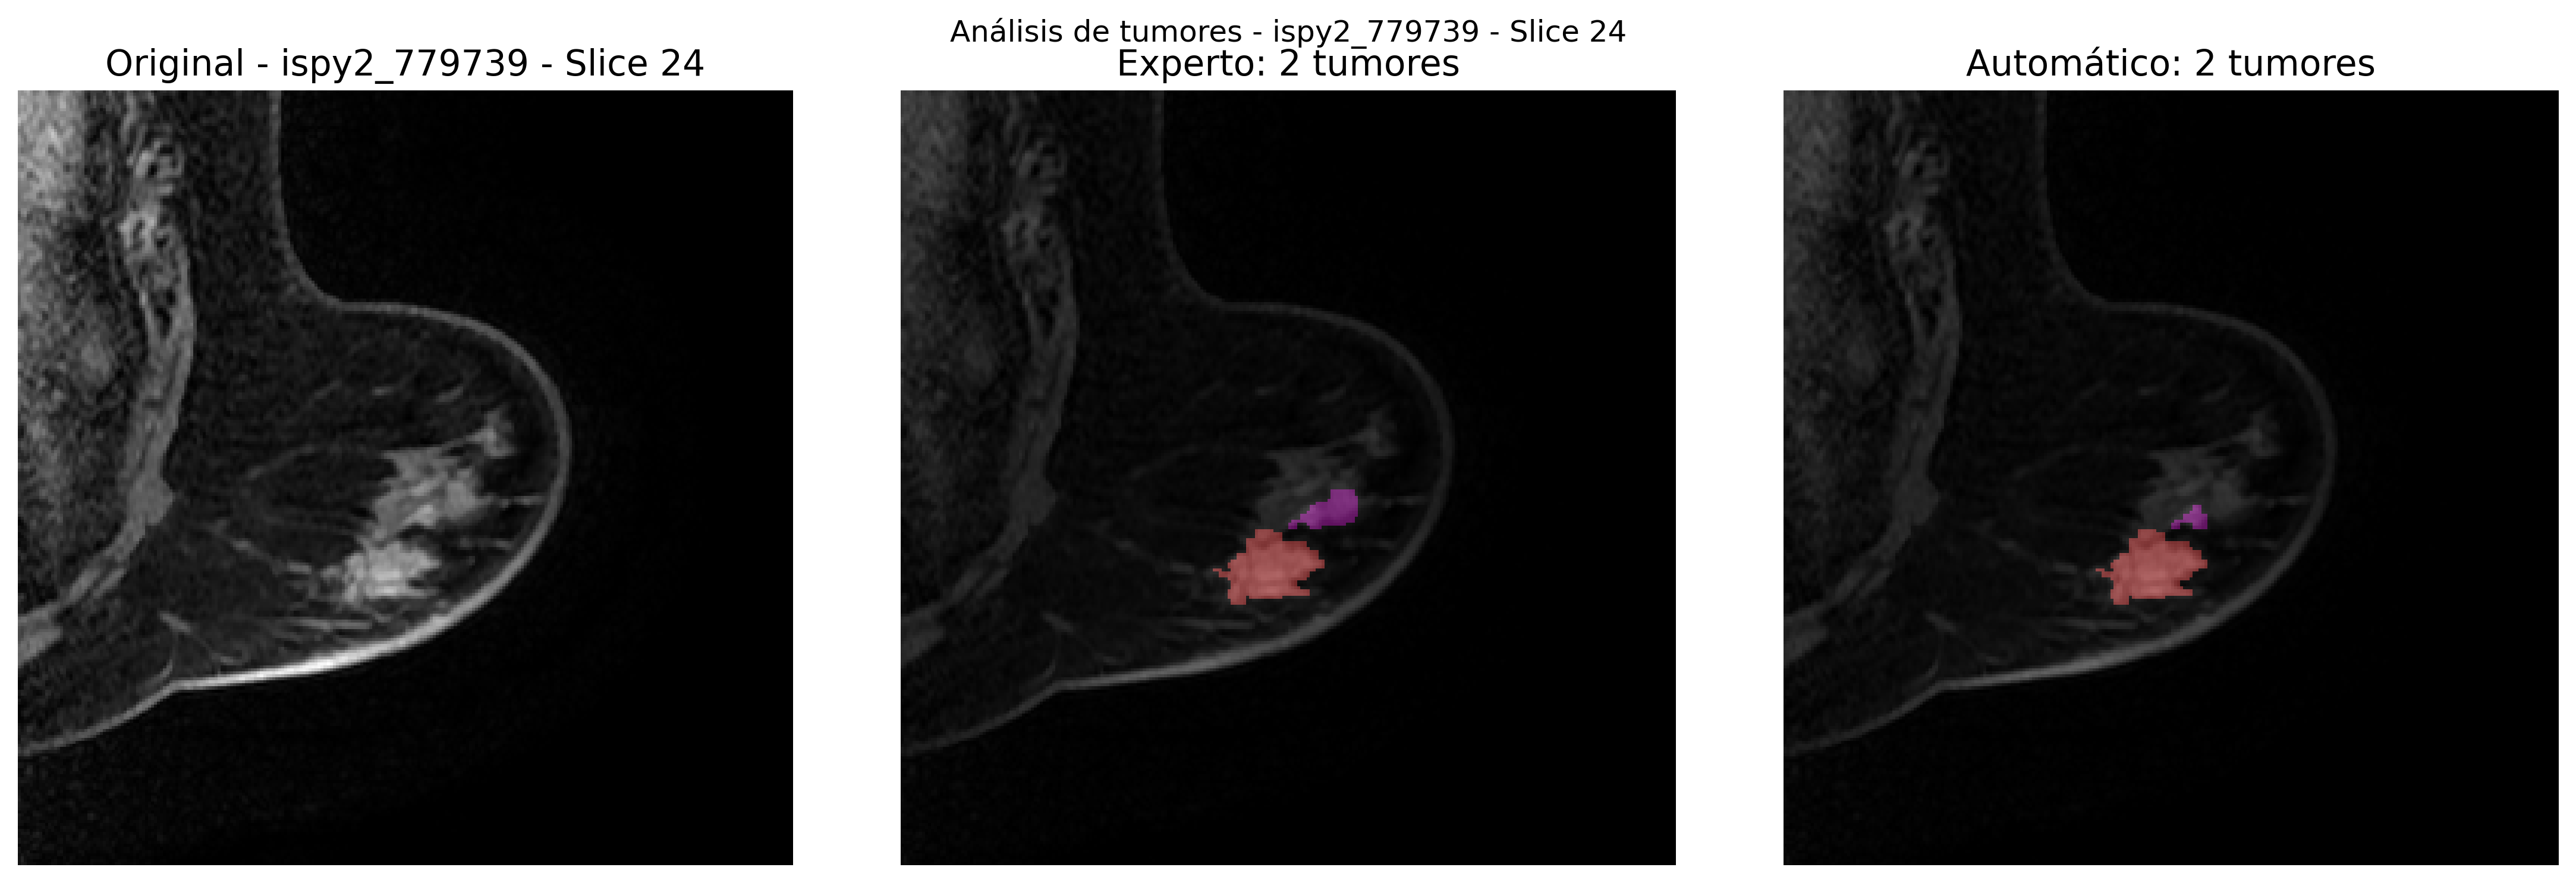 Análisis de tumores - ispy2_779739 - Slice 24
Original - ispy2_779739 - Slice 24
Experto: 2 tumores
Automático: 2 tumores